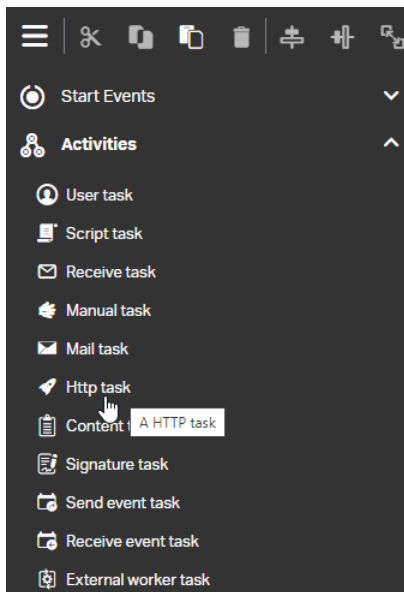 Start Events
Activities
User task
Script task
Receive task
Manual task
Mail task
Http task
Content t
A HTTP task
Signature task
Send event task
Receive event task
External worker task